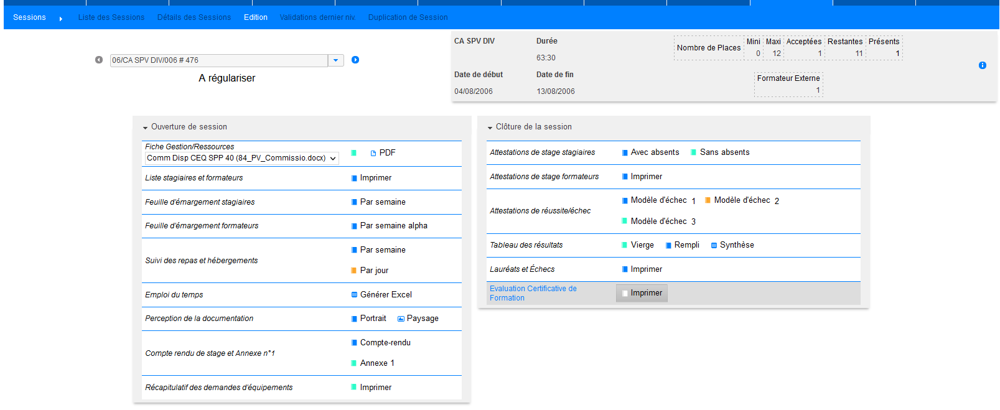 Sessions Liste des Sessions Détails des Sessions Edition Validations dernier niv. Duplication de Session
06/CA SPV DIV/006 # 476
A régulariser
CA SPV DIV Durée
63:30
Date de début Date de fin
04/08/2006 13/08/2006
Nombre de Places Mini Maxi Acceptées Restantes Présents
0 12 1 11 1
Formateur Externe
1
Ouverture de session
Fiche Gestion/Ressources
Comm Disp CEQ SPP 40 (84_PV_Commissio.docx) PDF
Liste stagiaires et formateurs Imprimer
Feuille d'émargement stagiaires Par semaine
Feuille d'émargement formateurs Par semaine alpha
Suivi des repas et hébergements Par semaine
Par jour
Emploi du temps Générer Excel
Perception de la documentation Portrait Paysage
Compte rendu de stage et Annexe n°1 Compte-rendu
Annexe 1
Récapitulatif des demandes d'équipements Imprimer
Clôture de la session
Attestations de stage stagiaires Avec absents Sans absents
Attestations de stage formateurs Imprimer
Attestations de réussite/échec Modèle d'échec 1 Modèle d'échec 2
Modèle d'échec 3
Tableau des résultats Vierge Rempli Synthèse
Lauréats et Échecs Imprimer
Evaluation Certificative de
Formation Imprimer